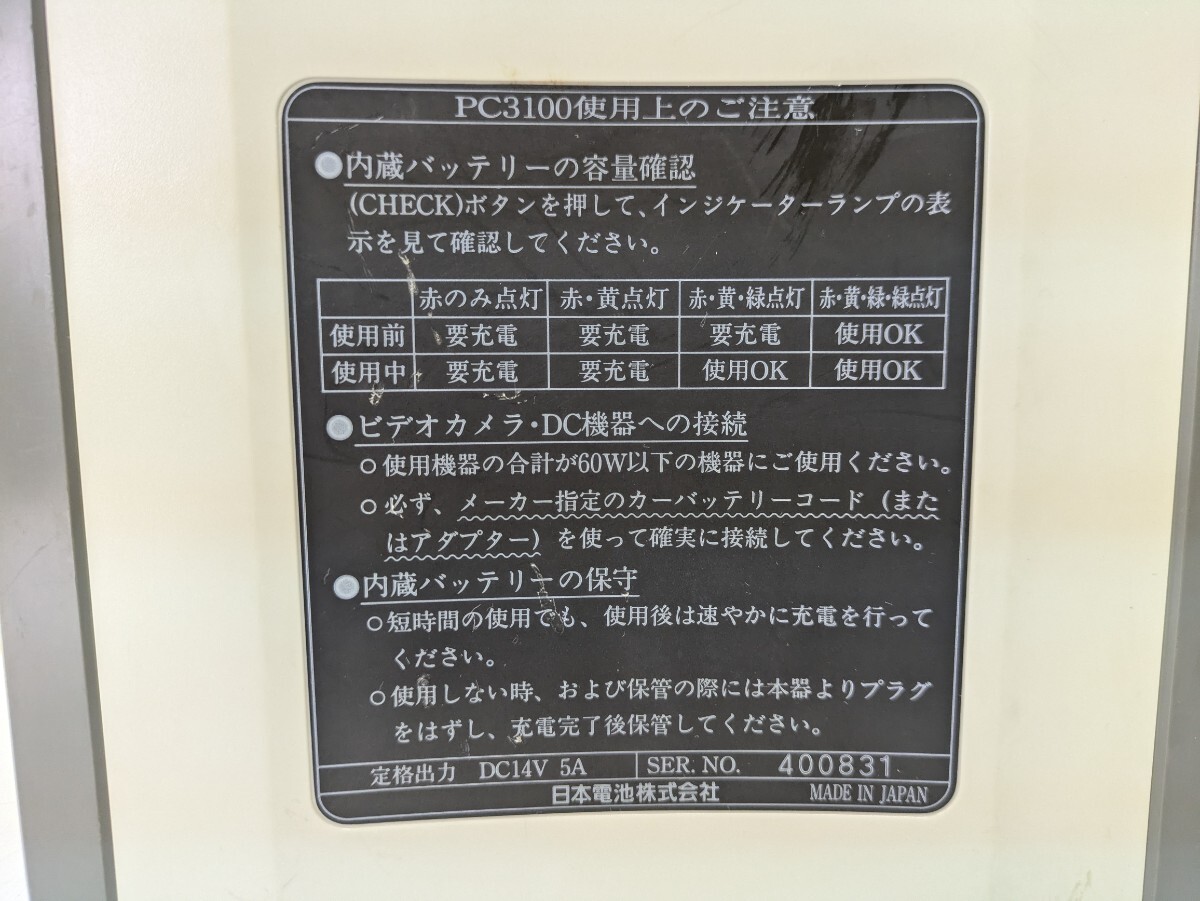 PC3100使用上のご注意
●内蔵バッテリーの容量確認
(CHECK)ボタンを押して、インジケーターランプの表
示を見て確認してください。
赤のみ点灯 赤・黄点灯 赤・黄・緑点灯 赤・黄・緑・緑点灯
使用前 要充電 要充電 要充電 使用OK
使用中 要充電 要充電 使用OK 使用OK
●ビデオカメラ・DC機器への接続
○使用機器の合計が60W以下の機器にご使用ください。
○必ず、メーカー指定のカーバッテリーコード（また
はアダプター）を使って確実に接続してください。
●内蔵バッテリーの保守
○短時間の使用でも、使用後は速やかに充電を行って
ください。
○使用しない時、および保管の際には本器よりプラグ
をはずし、充電完了後保管してください。
定格出力 DC14V 5A SER. NO. 400831
日本電池株式会社 MADE IN JAPAN